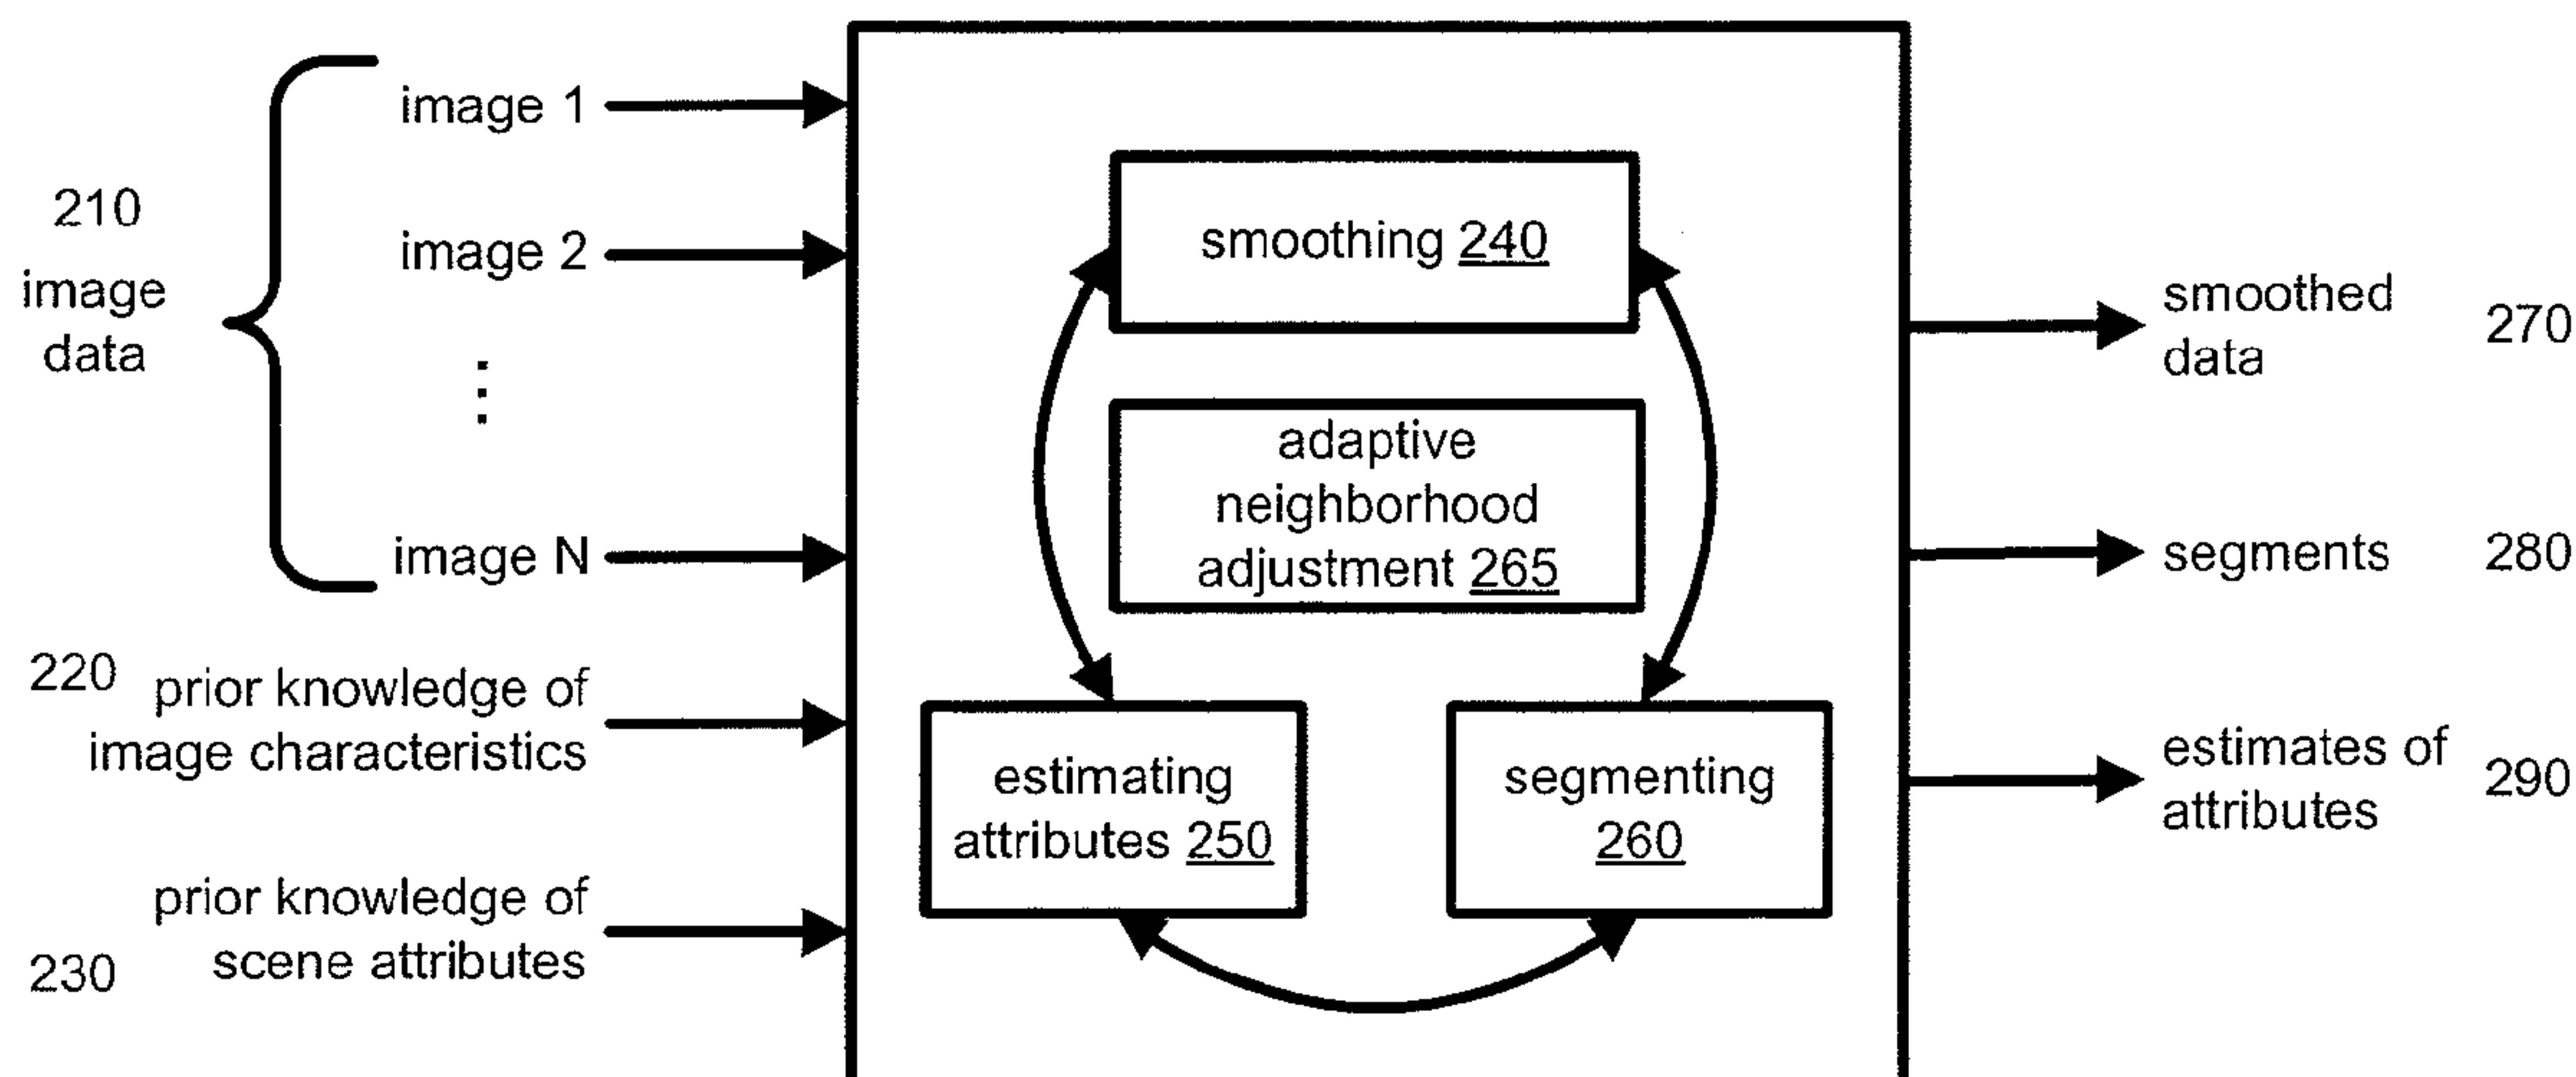 210
image
data
image 1
image 2
⋮
image N
220
prior knowledge of
image characteristics
230
prior knowledge of
scene attributes
smoothing 240
adaptive
neighborhood
adjustment 265
estimating
attributes 250
segmenting
260
smoothed
data
270
segments
280
estimates of
attributes
290